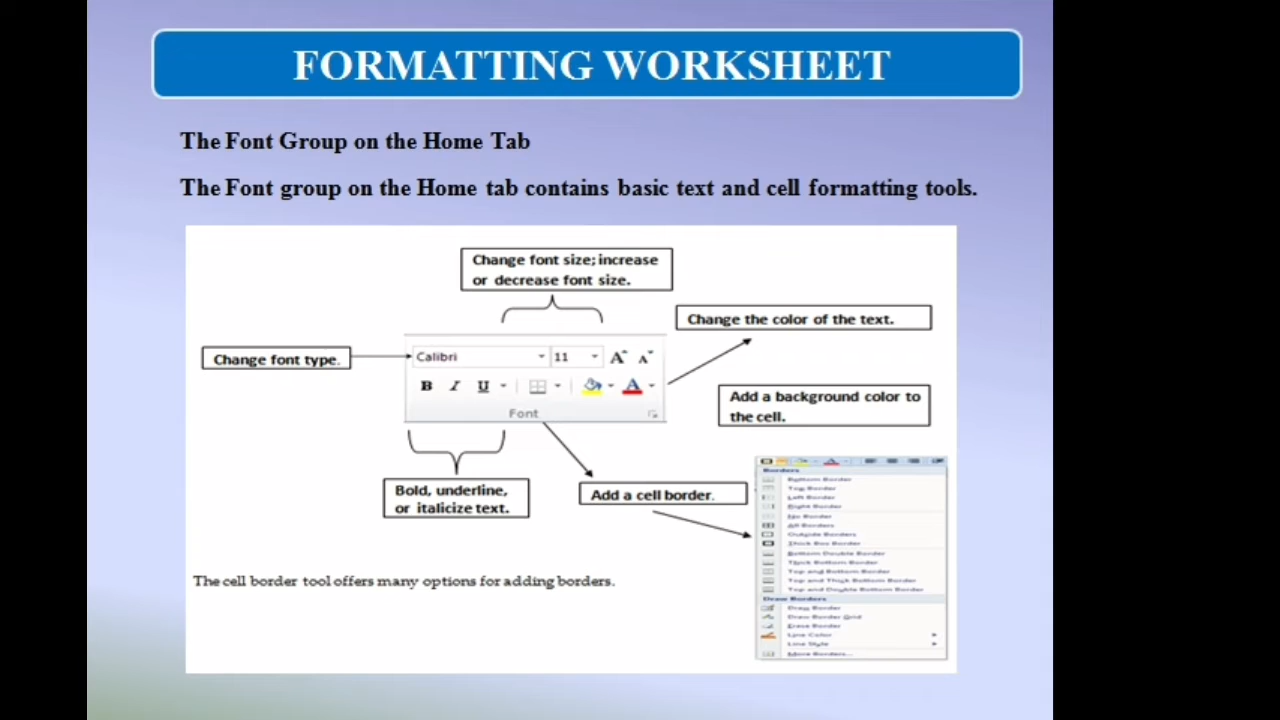 FORMATTING WORKSHEET
The Font Group on the Home Tab
The Font group on the Home tab contains basic text and cell formatting tools.
Change font size; increase
or decrease font size.
Change the color of the text.
Change font type.
Calibri 11 A A
B I U A
Font
Add a background color to
the cell.
Bold, underline,
or italicize text.
Add a cell border.
The cell border tool offers many options for adding borders.
Borders
Bottom Border
Top Border
Left Border
Right Border
No Border
All Borders
Outside Borders
Thick Box Border
Bottom Double Border
Thick Bottom Border
Top and Bottom Border
Top and Thick Bottom Border
Top and Double Bottom Border
Draw Borders
Draw Border
Draw Border Grid
Erase Border
Line Color
Line Style
More Borders...